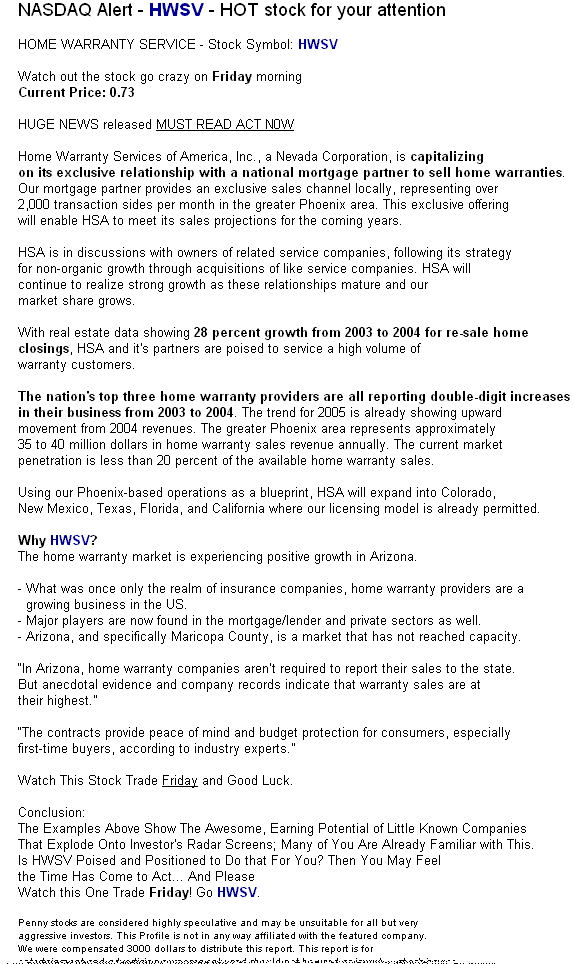 NASDAQ Alert - HWSV - HOT stock for your attention
HOME WARRANTY SERVICE - Stock Symbol: HWSV
Watch out the stock go crazy on Friday morning
Current Price: 0.73
HUGE NEWS released MUST READ ACT NOW
Home Warranty Services of America, Inc., a Nevada Corporation, is capitalizing
on its exclusive relationship with a national mortgage partner to sell home warranties.
Our mortgage partner provides an exclusive sales channel locally, representing over
2,000 transaction sides per month in the greater Phoenix area. This exclusive offering
will enable HSA to meet its sales projections for the coming years.
HSA is in discussions with owners of related service companies, following its strategy
for non-organic growth through acquisitions of like service companies. HSA will
continue to realize strong growth as these relationships mature and our
market share grows.
With real estate data showing 28 percent growth from 2003 to 2004 for re-sale home
closings, HSA and it's partners are poised to service a high volume of
warranty customers.
The nation's top three home warranty providers are all reporting double-digit increases
in their business from 2003 to 2004. The trend for 2005 is already showing upward
movement from 2004 revenues. The greater Phoenix area represents approximately
35 to 40 million dollars in home warranty sales revenue annually. The current market
penetration is less than 20 percent of the available home warranty sales.
Using our Phoenix-based operations as a blueprint, HSA will expand into Colorado,
New Mexico, Texas, Florida, and California where our licensing model is already permitted.
Why HWSV?
The home warranty market is experiencing positive growth in Arizona.
- What was once only the realm of insurance companies, home warranty providers are a
growing business in the US.
- Major players are now found in the mortgage/lender and private sectors as well.
- Arizona, and specifically Maricopa County, is a market that has not reached capacity.
"In Arizona, home warranty companies aren't required to report their sales to the state.
But anecdotal evidence and company records indicate that warranty sales are at
their highest."
"The contracts provide peace of mind and budget protection for consumers, especially
first-time buyers, according to industry experts."
Watch This Stock Trade Friday and Good Luck.
Conclusion:
The Examples Above Show The Awesome, Earning Potential of Little Known Companies
That Explode Onto Investor's Radar Screens; Many of You Are Already Familiar with This.
Is HWSV Poised and Positioned to Do that For You? Then You May Feel
the Time Has Come to Act... And Please
Watch this One Trade Friday! Go HWSV.
Penny stocks are considered highly speculative and may be unsuitable for all but very
aggressive investors. This Profile is not in any way affiliated with the featured company.
We were compensated 3000 dollars to distribute this report. This report is for